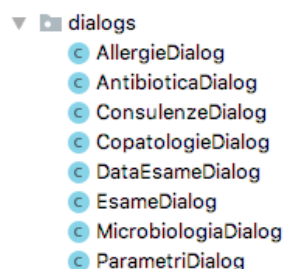 dialogs
C AllergieDialog
C AntibioticaDialog
C ConsulenzeDialog
C CopatologieDialog
C DataEsameDialog
C EsameDialog
C MicrobiologiaDialog
C ParametriDialog